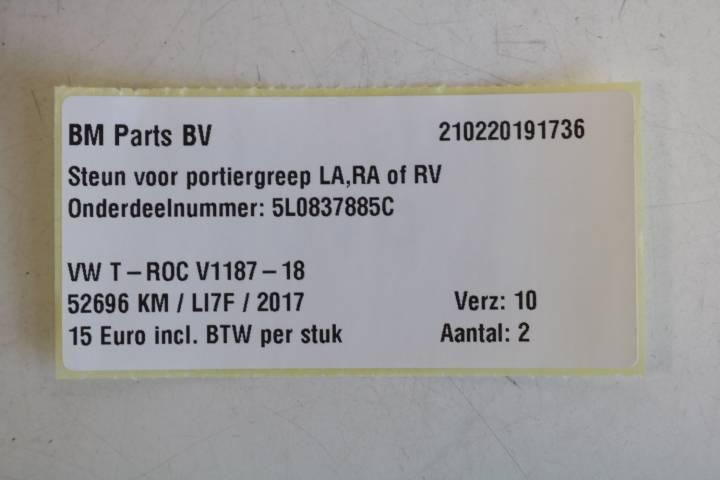 BM Parts BV 210220191736
Steun voor portiergreep LA,RA of RV
Onderdeelnummer: 5L0837885C
VW T-ROC V1187-18
52696 KM / LI7F / 2017 Verz: 10
15 Euro incl. BTW per stuk Aantal: 2